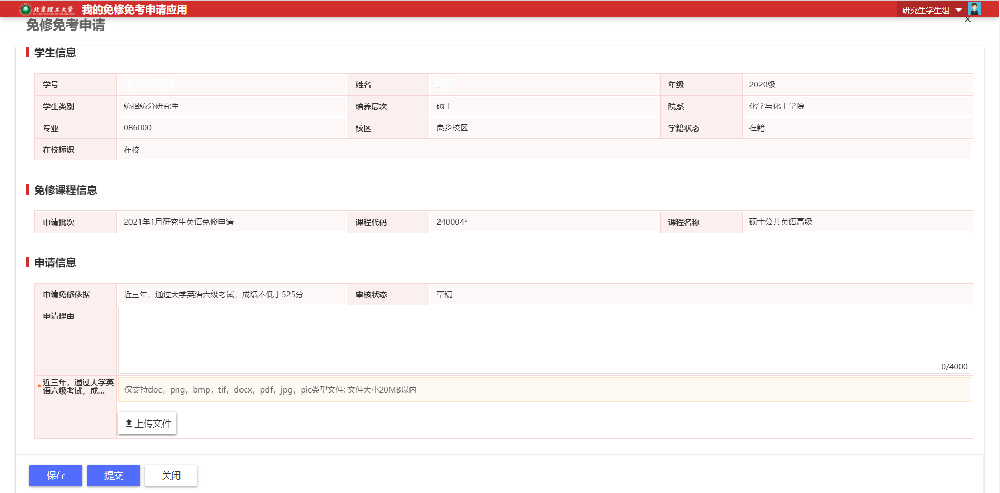 北京理工大学 我的免修免考申请应用 研究生学生组
BEIJING INSTITUTE OF TECHNOLOGY
免修免考申请
学生信息
学号 姓名 年级 2020级
学生类别 统招统分研究生 培养层次 硕士 院系 化学与化工学院
专业 086000 校区 良乡校区 学籍状态 在籍
在校标识 在校
免修课程信息
申请批次 2021年1月研究生英语免修申请 课程代码 240004* 课程名称 硕士公共英语高级
申请信息
申请免修依据 近三年，通过大学英语六级考试，成绩不低于525分 审核状态 草稿
申请理由
0/4000
*近三年，通过大学英
语六级考试，成...
仅支持doc，png，bmp，tif，docx，pdf，jpg，pic类型文件; 文件大小20MB以内
上传文件
保存 提交 关闭